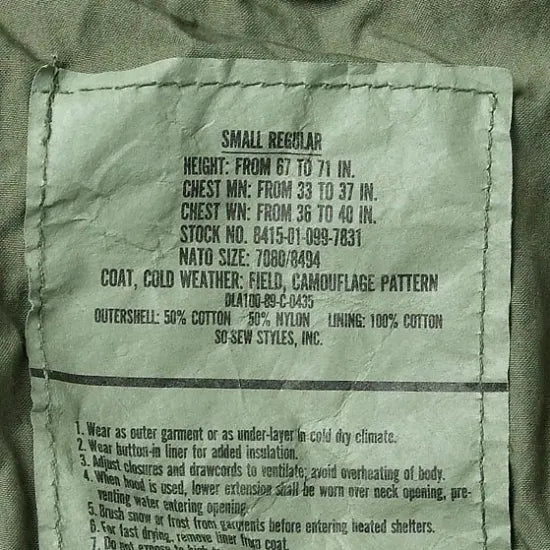 SMALL REGULAR
HEIGHT: FROM 67 TO 71 IN.
CHEST MN: FROM 33 TO 37 IN.
CHEST WN: FROM 36 TO 40 IN.
STOCK NO. 8415-01-099-7831
NATO SIZE: 7080/8494
COAT, COLD WEATHER: FIELD, CAMOUFLAGE PATTERN
DLA100-89-C-0435
OUTERSHELL: 50% COTTON 50% NYLON LINING: 100% COTTON
SO-SEW STYLES, INC.
1. Wear as outer garment or as under-layer in cold dry climate.
2. Wear button-in liner for added insulation.
3. Adjust closures and drawcords to ventilate; avoid overheating of body.
4. When hood is used, lower extension shall be worn over neck opening, pre-
venting water entering opening.
5. Brush snow or frost from garments before entering heated shelters.
6. For fast drying, remove liner from coat.
7. Do not expose to high